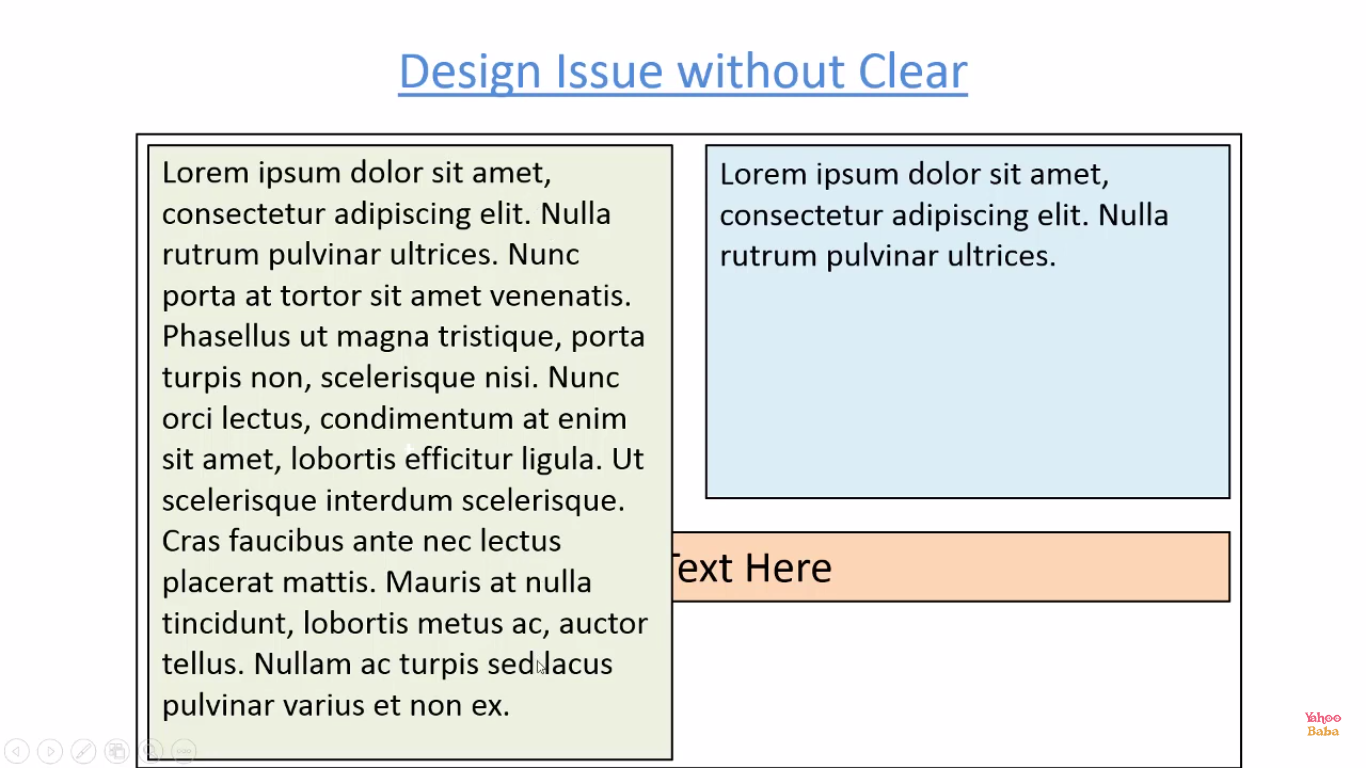 Design Issue without Clear
Lorem ipsum dolor sit amet,
consectetur adipiscing elit. Nulla
rutrum pulvinar ultrices. Nunc
porta at tortor sit amet venenatis.
Phasellus ut magna tristique, porta
turpis non, scelerisque nisi. Nunc
orci lectus, condimentum at enim
sit amet, lobortis efficitur ligula. Ut
scelerisque interdum scelerisque.
Cras faucibus ante nec lectus
placerat mattis. Mauris at nulla
tincidunt, lobortis metus ac, auctor
tellus. Nullam ac turpis sed lacus
pulvinar varius et non ex.
Lorem ipsum dolor sit amet,
consectetur adipiscing elit. Nulla
rutrum pulvinar ultrices.
Text Here
Yahoo
Baba